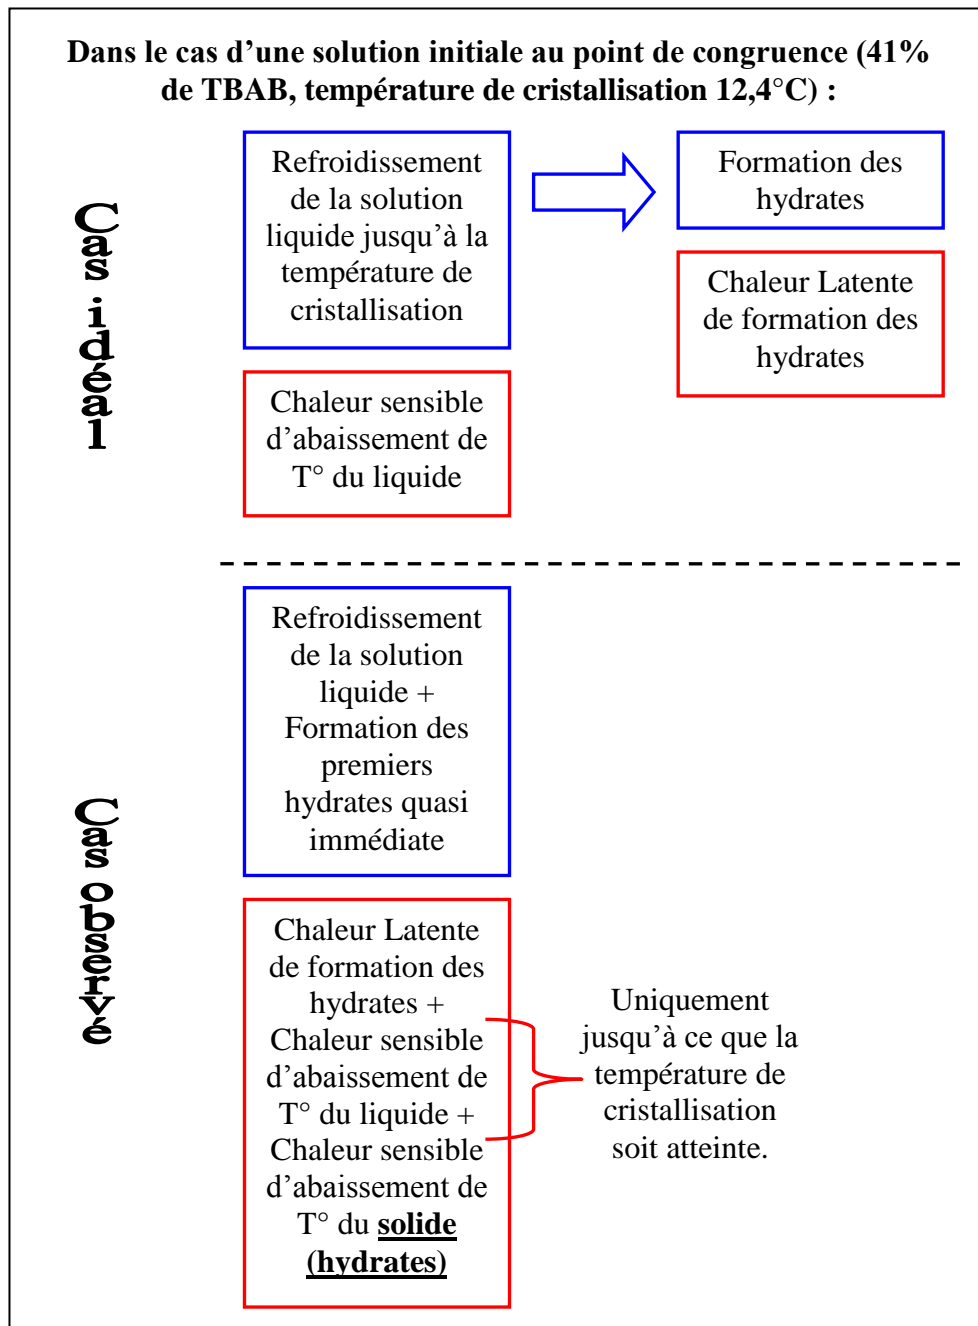 Dans le cas d’une solution initiale au point de congruence (41%
de TBAB, température de cristallisation 12,4°C) :
Cas idéal
Refroidissement
de la solution
liquide jusqu’à la
température de
cristallisation
Formation des
hydrates
Chaleur Latente
de formation des
hydrates
Chaleur sensible
d’abaissement de
T° du liquide
Cas observé
Refroidissement
de la solution
liquide +
Formation des
premiers
hydrates quasi
immédiate
Chaleur Latente
de formation des
hydrates +
Chaleur sensible
d’abaissement de
T° du liquide +
Chaleur sensible
d’abaissement de
T° du solide
(hydrates)
Uniquement
jusqu’à ce que la
température de
cristallisation
soit atteinte.